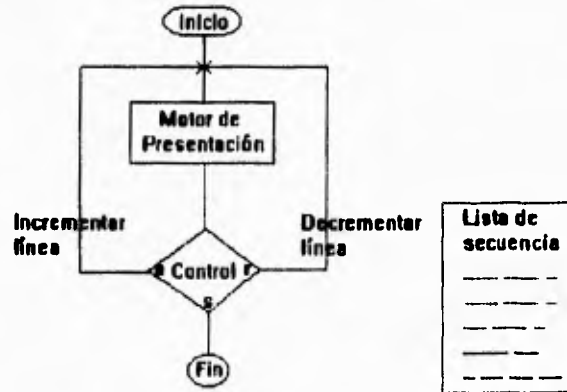 Inicio
Motor de
Presentación
Incrementar
línea
Decrementar
línea
a Control r
s
Fin
Lista de
secuencia